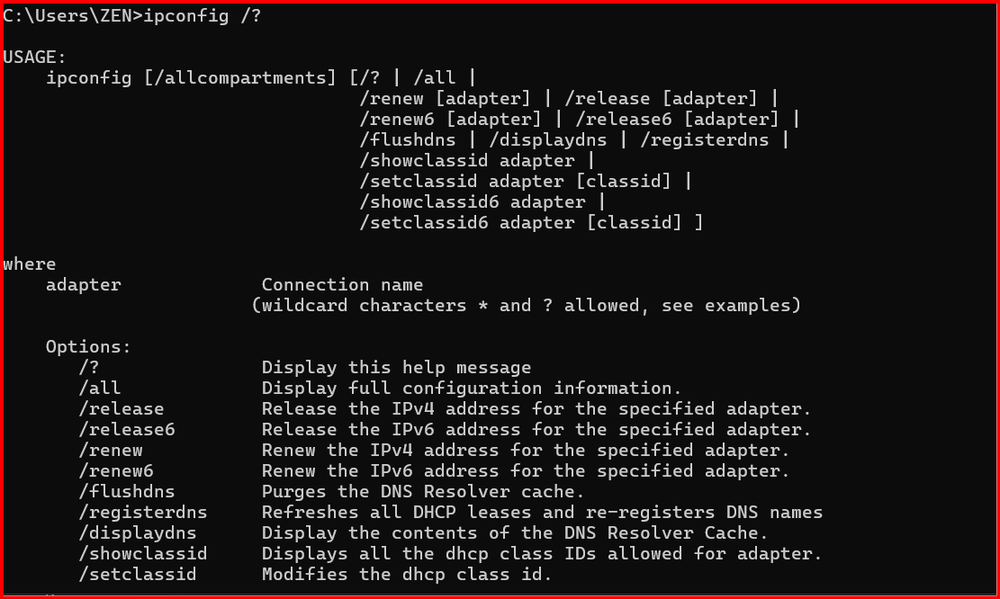 C:\Users\ZEN>ipconfig /?
USAGE:
    ipconfig [/allcompartments] [/? | /all |
                                 /renew [adapter] | /release [adapter] |
                                 /renew6 [adapter] | /release6 [adapter] |
                                 /flushdns | /displaydns | /registerdns |
                                 /showclassid adapter |
                                 /setclassid adapter [classid] |
                                 /showclassid6 adapter |
                                 /setclassid6 adapter [classid] ]
where
    adapter             Connection name
                       (wildcard characters * and ? allowed, see examples)
    Options:
       /?               Display this help message
       /all             Display full configuration information.
       /release         Release the IPv4 address for the specified adapter.
       /release6        Release the IPv6 address for the specified adapter.
       /renew           Renew the IPv4 address for the specified adapter.
       /renew6          Renew the IPv6 address for the specified adapter.
       /flushdns        Purges the DNS Resolver cache.
       /registerdns     Refreshes all DHCP leases and re-registers DNS names
       /displaydns      Display the contents of the DNS Resolver Cache.
       /showclassid     Displays all the dhcp class IDs allowed for adapter.
       /setclassid      Modifies the dhcp class id.